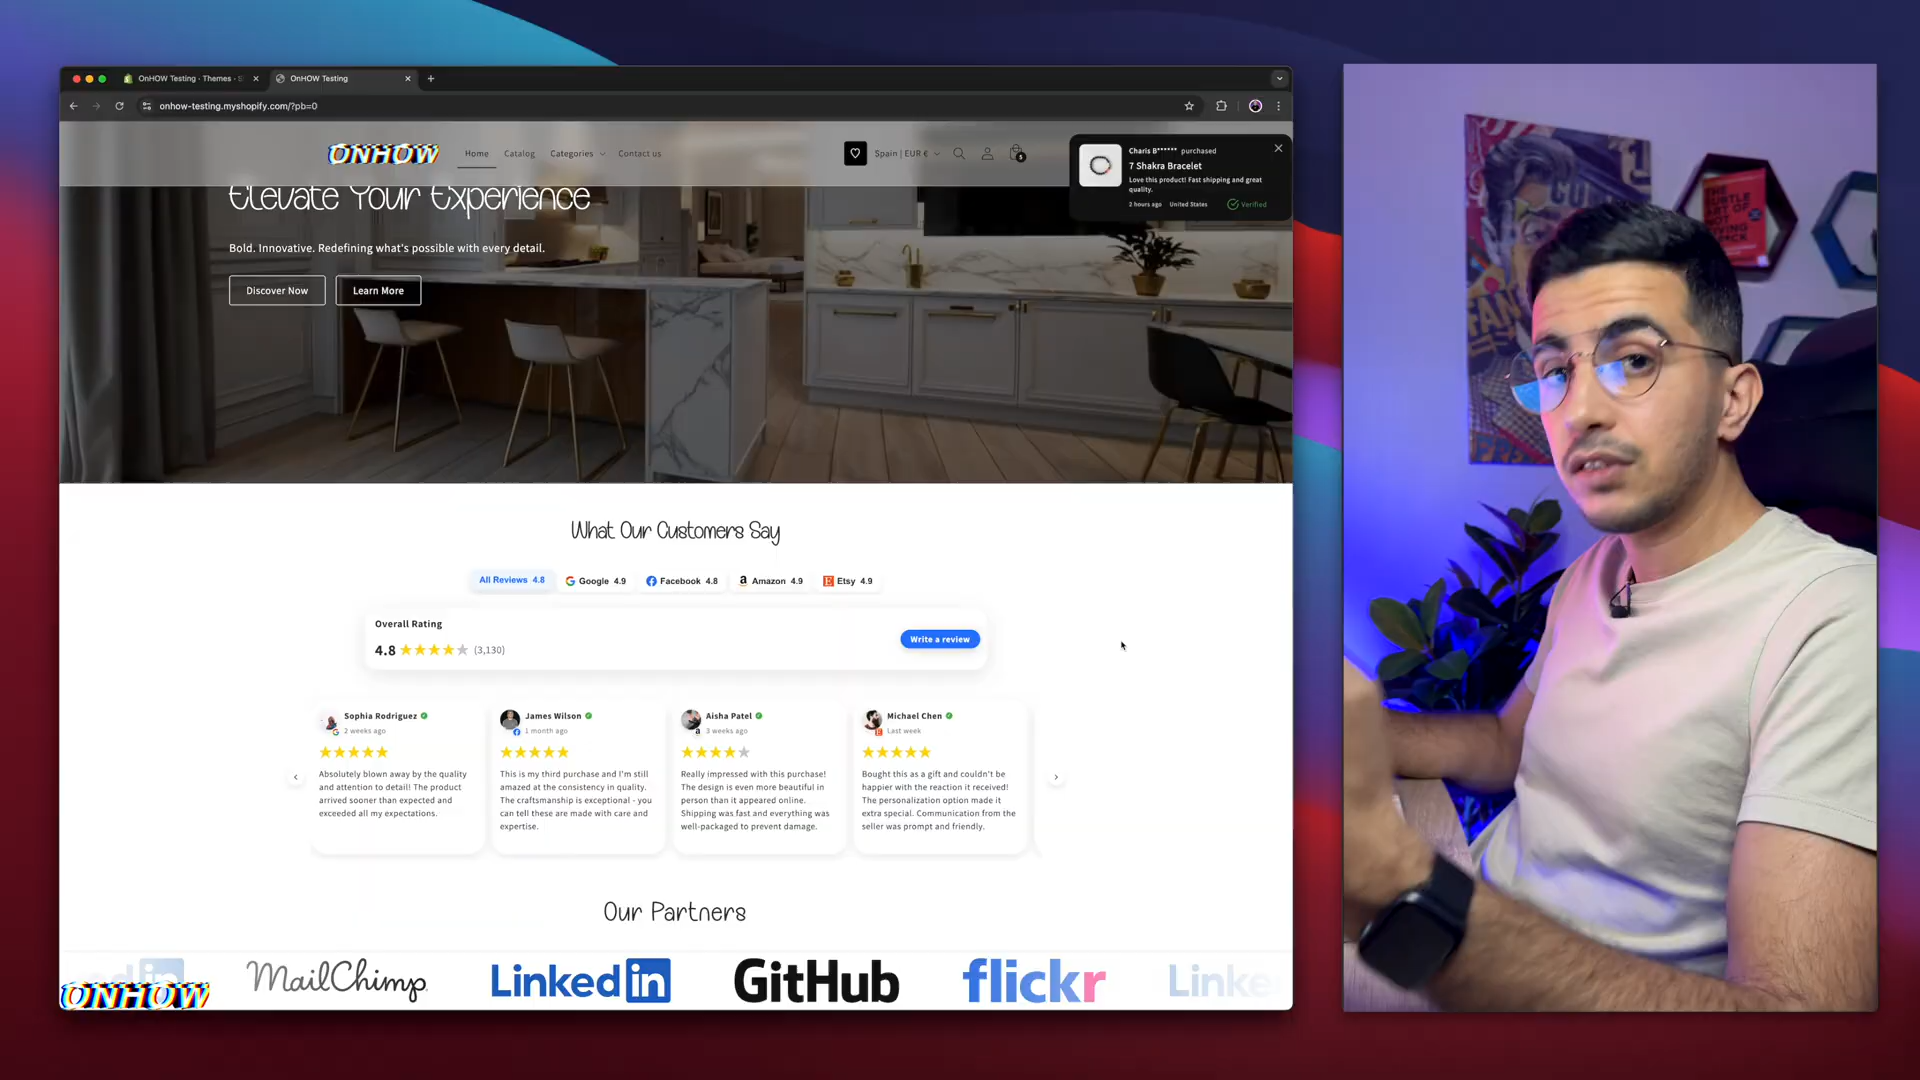 OnHOW Testing · Themes · S
OnHOW Testing
onhow-testing.myshopify.com/?pb=0
ONHOW
Home
Catalog
Categories
Contact us
Spain | EUR €
5
Charis B****** purchased
7 Shakra Bracelet
Love this product! Fast shipping and great
quality.
2 hours ago
United States
Verified
Elevate Your Experience
Bold. Innovative. Redefining what's possible with every detail.
Discover Now
Learn More
What Our Customers Say
All Reviews 4.8
Google 4.9
Facebook 4.8
Amazon 4.9
Etsy 4.9
Overall Rating
4.8
(3,130)
Write a review
Sophia Rodriguez
2 weeks ago
Absolutely blown away by the quality
and attention to detail! The product
arrived sooner than expected and
exceeded all my expectations.
James Wilson
1 month ago
This is my third purchase and I'm still
amazed at the consistency in quality.
The craftsmanship is exceptional - you
can tell these are made with care and
expertise.
Aisha Patel
3 weeks ago
Really impressed with this purchase!
The design is even more beautiful in
person than it appeared online.
Shipping was fast and everything was
well-packaged to prevent damage.
Michael Chen
Last week
Bought this as a gift and couldn't be
happier with the reaction it received!
The personalization option made it
extra special. Communication from the
seller was prompt and friendly.
Our Partners
edin
MailChimp
Linkedin
GitHub
flickr
Linke
ONHOW
THE
SUBTLE
ART OF
NOT
GIVING